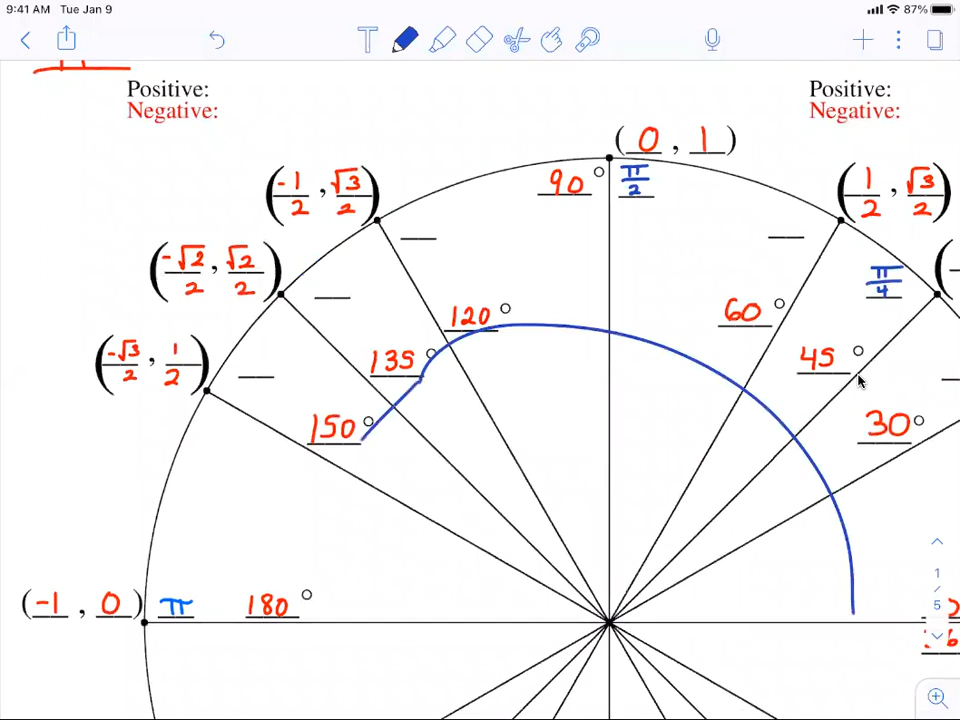 9:41 AM Tue Jan 9
87%
Positive:
Negative:
Positive:
Negative:
(0, 1)
90° π/2
(-1/2, √3/2)
(1/2, √3/2)
(-√2/2, √2/2)
π/4
120°
60°
(-√3/2, 1/2)
135°
45°
150°
30°
(-1, 0) π 180°
1
/
5